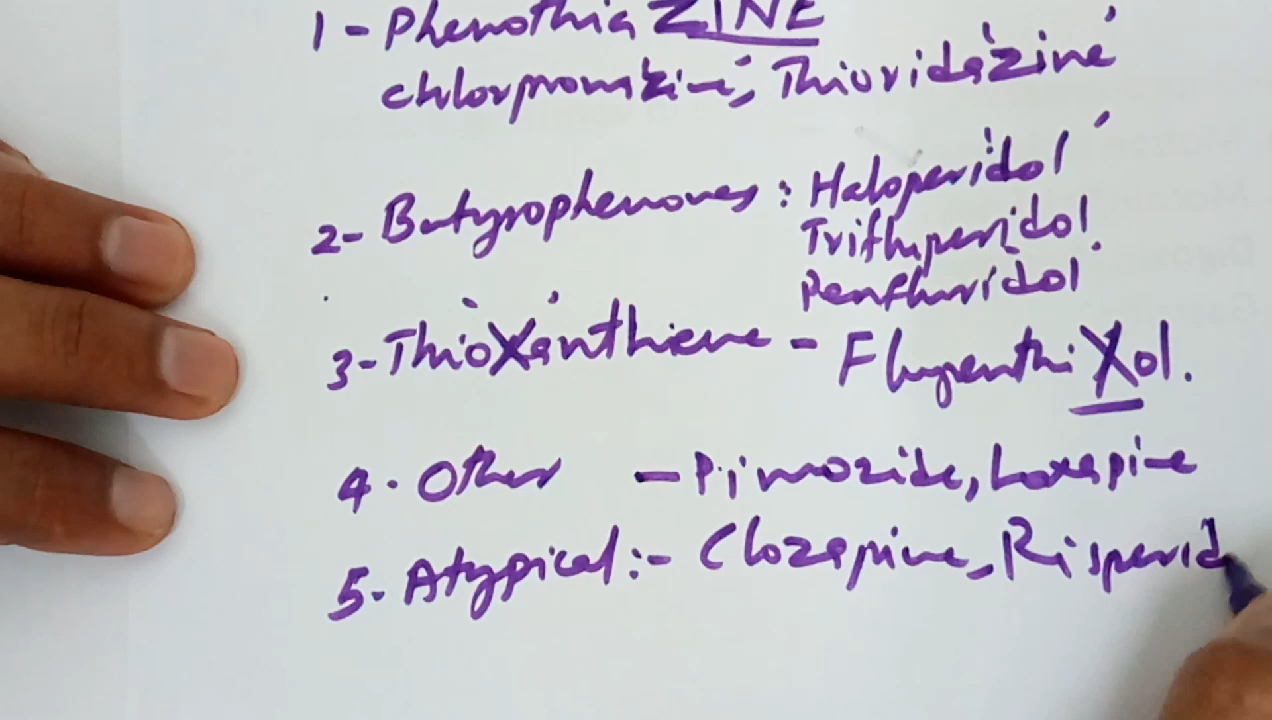 1 - PhenothiaZINE
chlorpromazine, Thioridazine
2- Butyrophenones : Haloperidol
Trifluperidol.
Penfluridol
3- ThioXanthiene - FlupenthiXol.
4. Other - Pimozide, Loxapine
5. Atypical :- Clozapine, Risperid